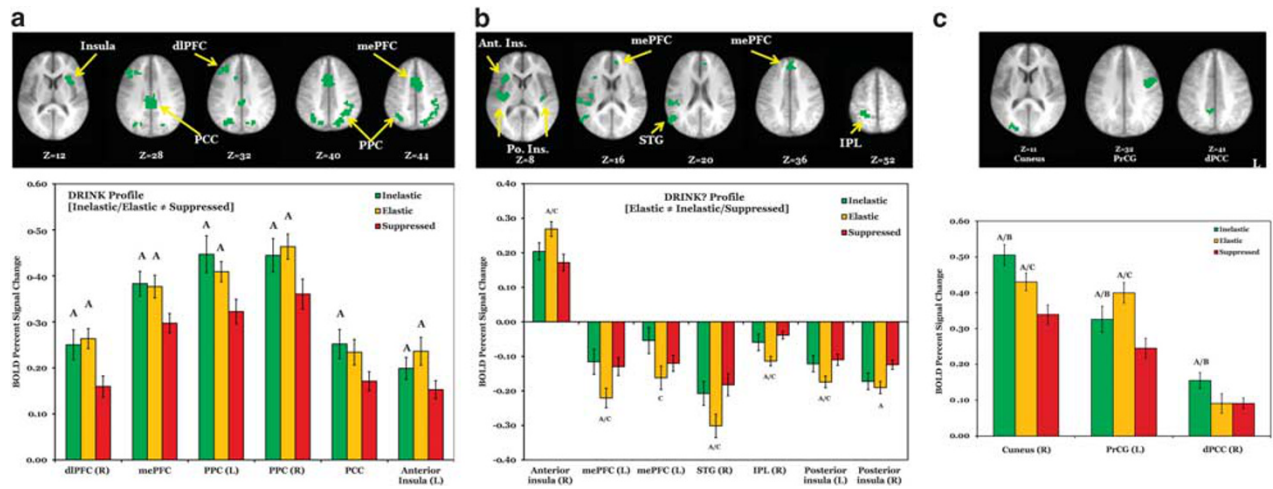 a
Insula dlPFC mePFC
PCC PPC
Z=12 Z=28 Z=32 Z=40 Z=44
0.60
0.50
0.40
0.30
0.20
0.10
0.00
BOLD Percent Signal Change
DRINK Profile
[Inelastic/Elastic ≠ Suppressed]
Inelastic
Elastic
Suppressed
A
A A
A A
A A
A
A A
dlPFC (R) mePFC PPC (L) PPC (R) PCC Anterior
Insula (L)
b
Ant. Ins. mePFC mePFC
Po. Ins. STG IPL
Z=8 Z=16 Z=20 Z=36 Z=52
0.40
0.30
0.20
0.10
0.00
-0.10
-0.20
-0.30
-0.40
BOLD Percent Signal Change
DRINK? Profile
[Elastic ≠ Inelastic/Suppressed]
Inelastic
Elastic
Suppressed
A/C
A/C C A/C A/C A/C A
Anterior mePFC (L) mePFC (L) STG (R) IPL (R) Posterior Posterior
insula (R) insula (L) insula (R)
c
Z=11 Z=32 Z=41
Cuneus PrCG dPCC
L
0.60
0.50
0.40
0.30
0.20
0.10
0.00
BOLD Percent Signal Change
Inelastic
Elastic
Suppressed
A/B
A/C
A/B A/C
A/B
Cuneus (R) PrCG (L) dPCC (R)